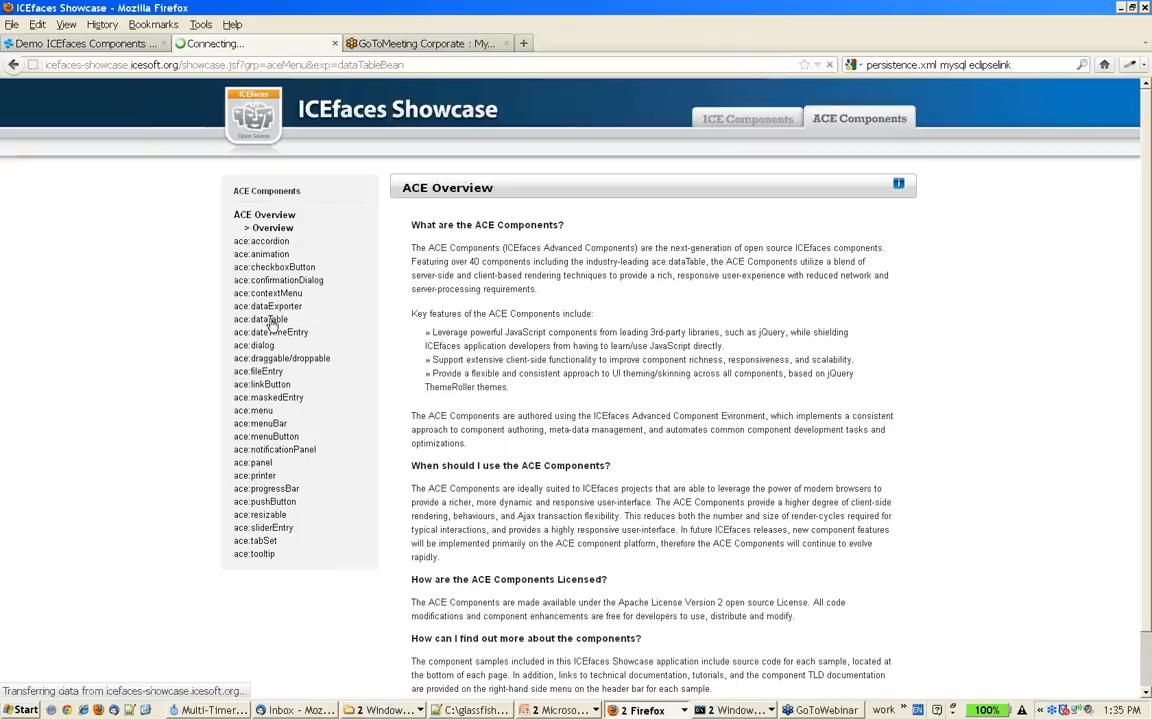 ICEfaces Showcase - Mozilla Firefox
File Edit View History Bookmarks Tools Help
Demo ICEfaces Components ... × Connecting... × GoToMeeting Corporate : My... × +
icefaces-showcase.icesoft.org/showcase.jsf?grp=aceMenu&exp=dataTableBean
persistence.xml mysql eclipselink
ICEfaces
Open Source
ICEfaces Showcase
ICE Components
ACE Components
ACE Components
ACE Overview
> Overview
ace:accordion
ace:animation
ace:checkboxButton
ace:confirmationDialog
ace:contextMenu
ace:dataExporter
ace:dataTable
ace:dateTimeEntry
ace:dialog
ace:draggable/droppable
ace:fileEntry
ace:linkButton
ace:maskedEntry
ace:menu
ace:menuBar
ace:menuButton
ace:notificationPanel
ace:panel
ace:printer
ace:progressBar
ace:pushButton
ace:resizable
ace:sliderEntry
ace:tabSet
ace:tooltip
ACE Overview
What are the ACE Components?
The ACE Components (ICEfaces Advanced Components) are the next-generation of open source ICEfaces components.
Featuring over 40 components including the industry-leading ace:dataTable, the ACE Components utilize a blend of
server-side and client-based rendering techniques to provide a rich, responsive user-experience with reduced network and
server-processing requirements.
Key features of the ACE Components include:
» Leverage powerful JavaScript components from leading 3rd-party libraries, such as jQuery, while shielding
ICEfaces application developers from having to learn/use JavaScript directly.
» Support extensive client-side functionality to improve component richness, responsiveness, and scalability.
» Provide a flexible and consistent approach to UI theming/skinning across all components, based on jQuery
ThemeRoller themes.
The ACE Components are authored using the ICEfaces Advanced Component Evironment, which implements a consistent
approach to component authoring, meta-data management, and automates common component development tasks and
optimizations.
When should I use the ACE Components?
The ACE Components are ideally suited to ICEfaces projects that are able to leverage the power of modern browsers to
provide a richer, more dynamic and responsive user-interface. The ACE Components provide a higher degree of client-side
rendering, behaviours, and Ajax transaction flexibility. This reduces both the number and size of render-cycles required for
typical interactions, and provides a highly responsive user-interface. In future ICEfaces releases, new component features
will be implemented primarily on the ACE component platform, therefore the ACE Components will continue to evolve
rapidly.
How are the ACE Components Licensed?
The ACE Components are made available under the Apache License Version 2 open source License. All code
modifications and component enhancements are free for developers to use, distribute and modify.
How can I find out more about the components?
The component samples included in this ICEfaces Showcase application include source code for each sample, located at
the bottom of each page. In addition, links to technical documentation, tutorials, and the component TLD documentation
are provided on the right-hand side menu on the header bar for each sample.
Transferring data from icefaces-showcase.icesoft.org...
Start Multi-Timer... Inbox - Moz... 2 Window... C:\glassfish... 2 Microso... 2 Firefox 2 Window... GoToWebinar work » EN 100% « 1:35 PM